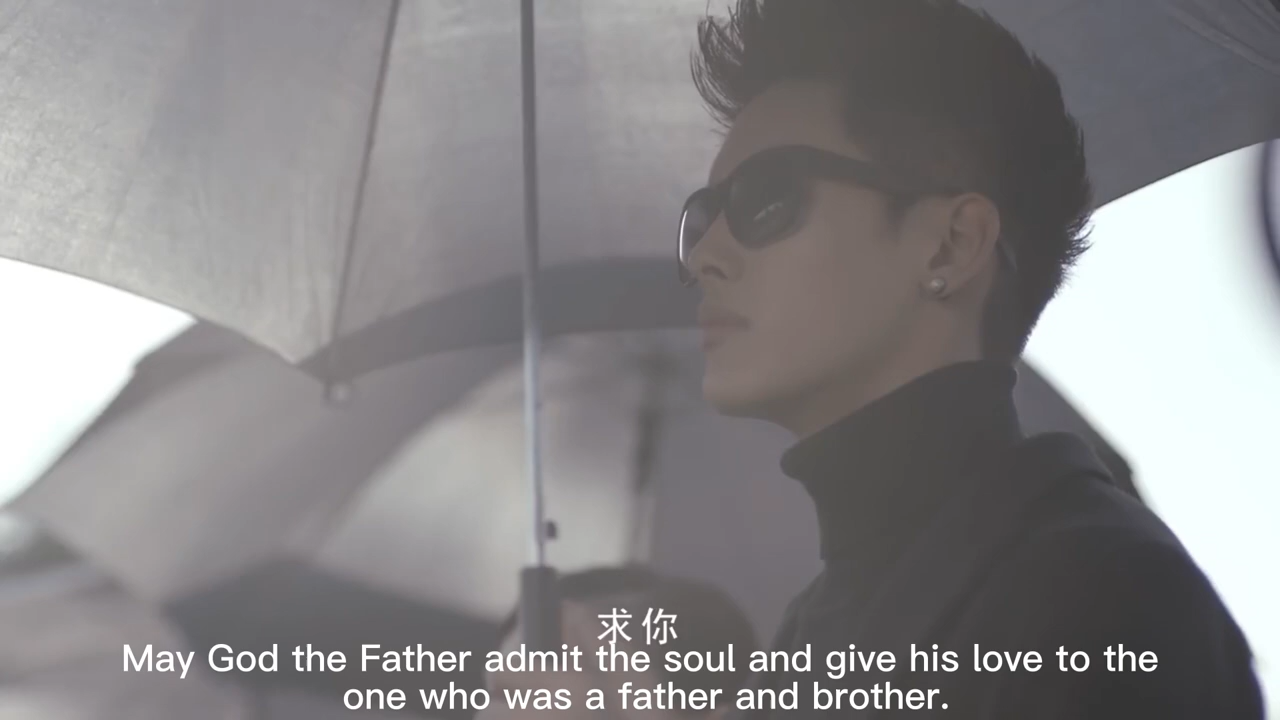 求你
May God the Father admit the soul and give his love to the
one who was a father and brother.